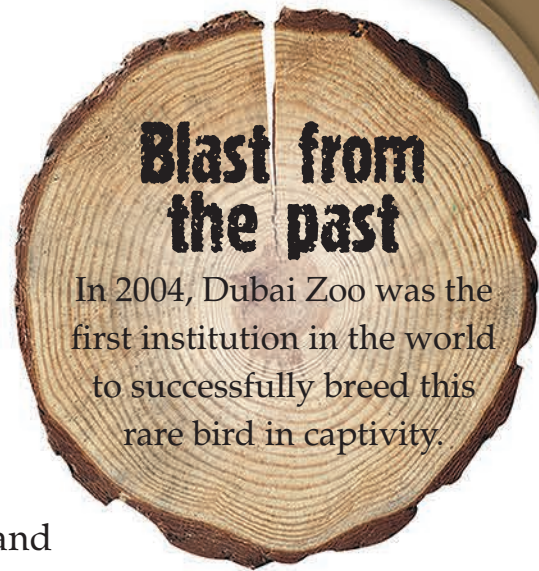 Blast from
the past
In 2004, Dubai Zoo was the
first institution in the world
to successfully breed this
rare bird in captivity.
and